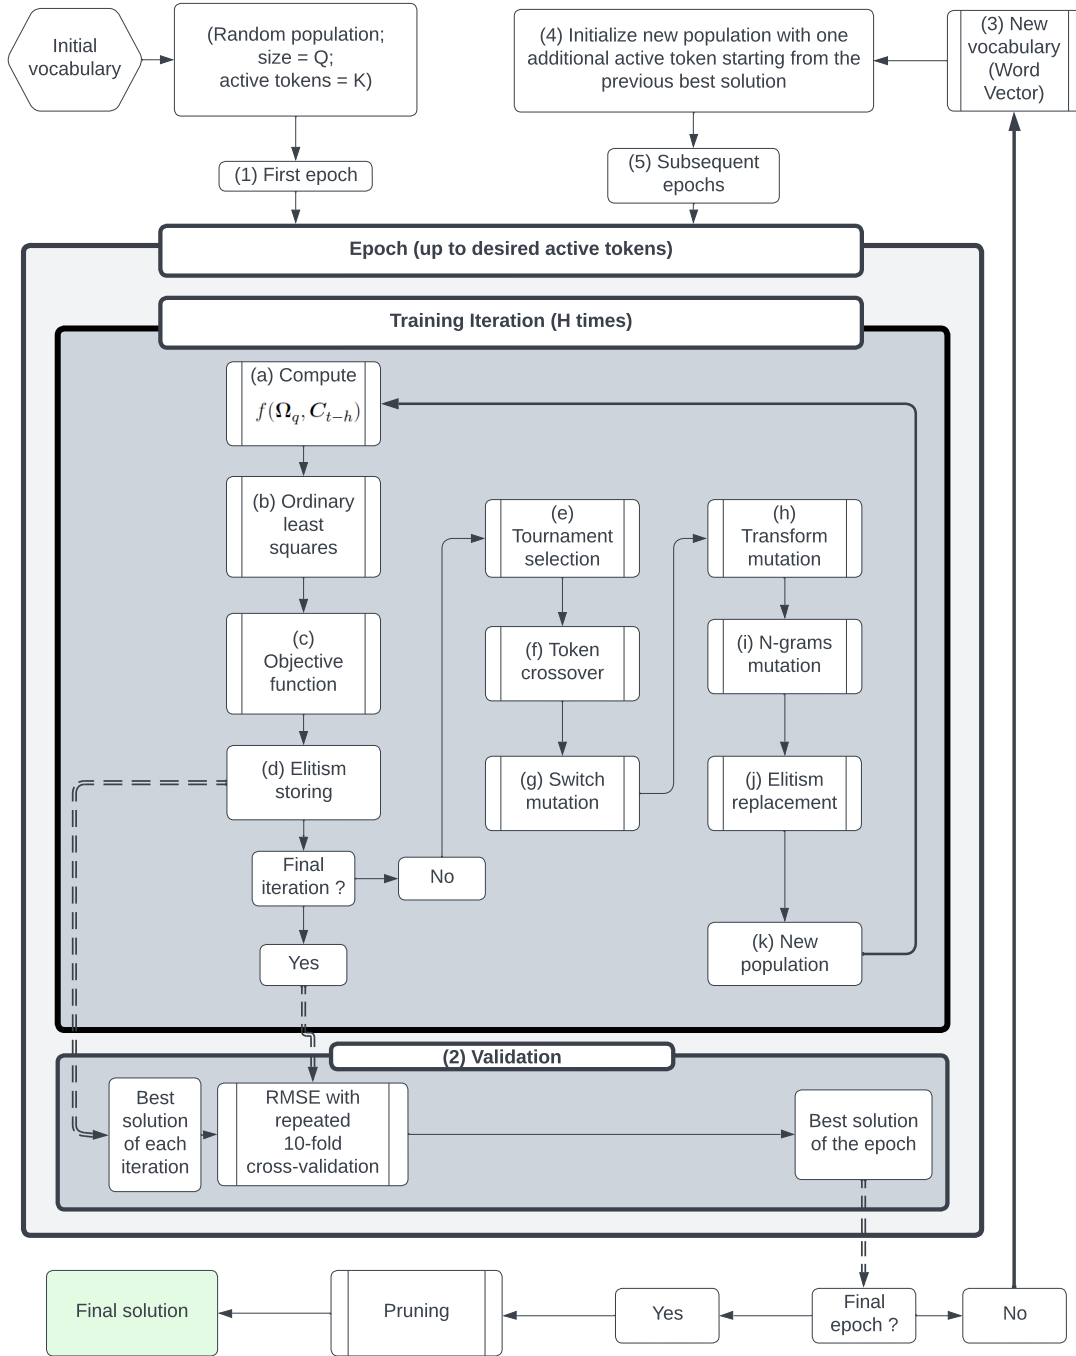 Initial
vocabulary
(Random population;
size = Q;
active tokens = K)
(4) Initialize new population with one
additional active token starting from the
previous best solution
(3) New
vocabulary
(Word
Vector)
(1) First epoch
(5) Subsequent
epochs
Epoch (up to desired active tokens)
Training Iteration (H times)
(a) Compute
f(Ω_q, C_{t−h})
(b) Ordinary
least
squares
(c)
Objective
function
(d) Elitism
storing
Final
iteration ?
No
Yes
(e)
Tournament
selection
(f) Token
crossover
(g) Switch
mutation
(h)
Transform
mutation
(i) N-grams
mutation
(j) Elitism
replacement
(k) New
population
(2) Validation
Best
solution
of each
iteration
RMSE with
repeated
10-fold
cross-validation
Best solution
of the epoch
Final
epoch ?
No
Yes
Pruning
Final solution